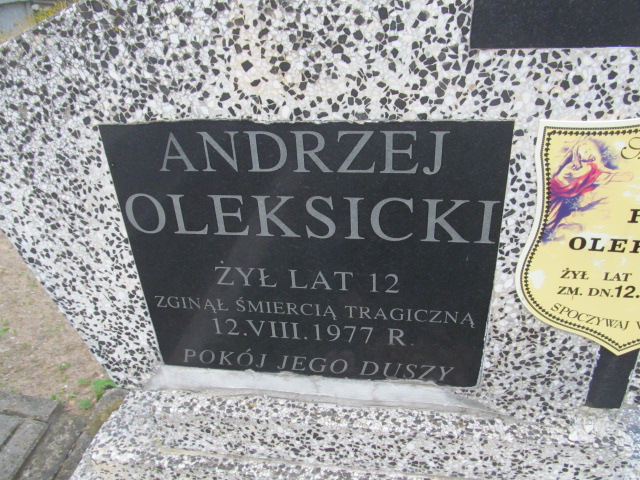 ANDRZEJ
OLEKSICKI
ŻYŁ LAT 12
ZGINĄŁ ŚMIERCIĄ TRAGICZNĄ
12.VIII.1977 R.
POKÓJ JEGO DUSZY
OLEK
ŻYŁ LAT
ZM. DN.12.
SPOCZYWAJ